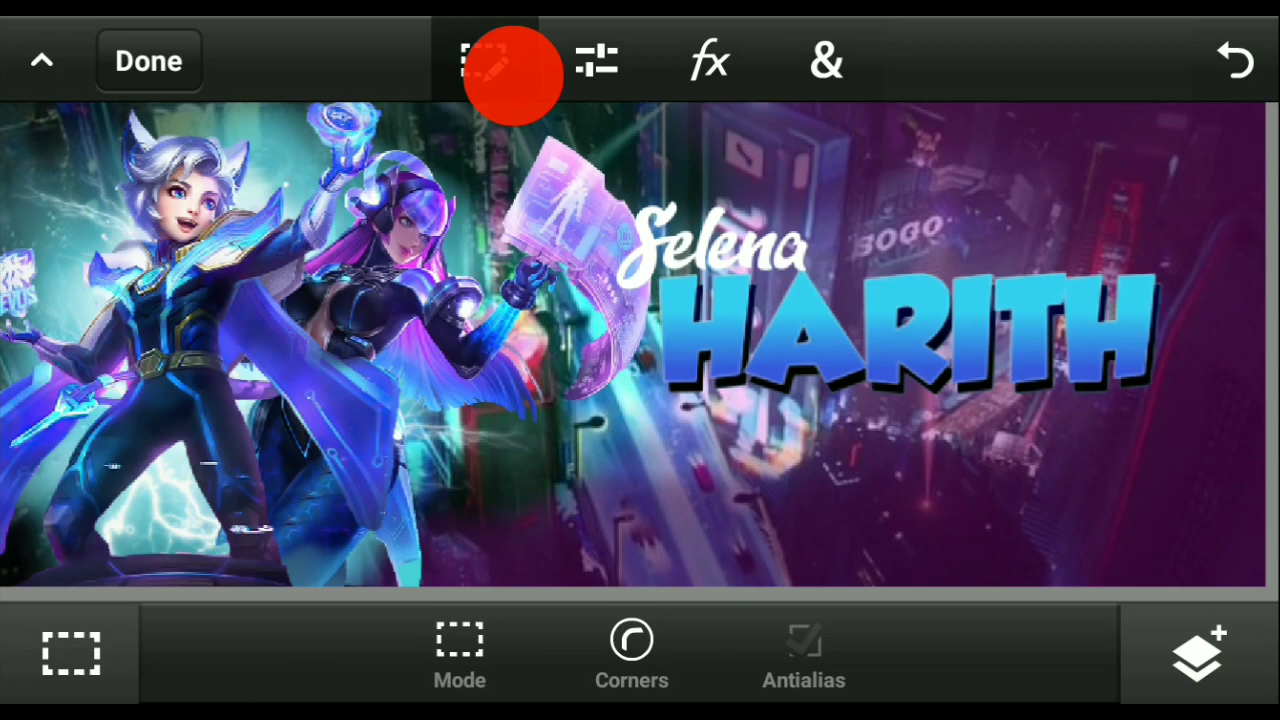 Done
fx
&
BOGO
Selena
HARITH
Mode
Corners
Antialias